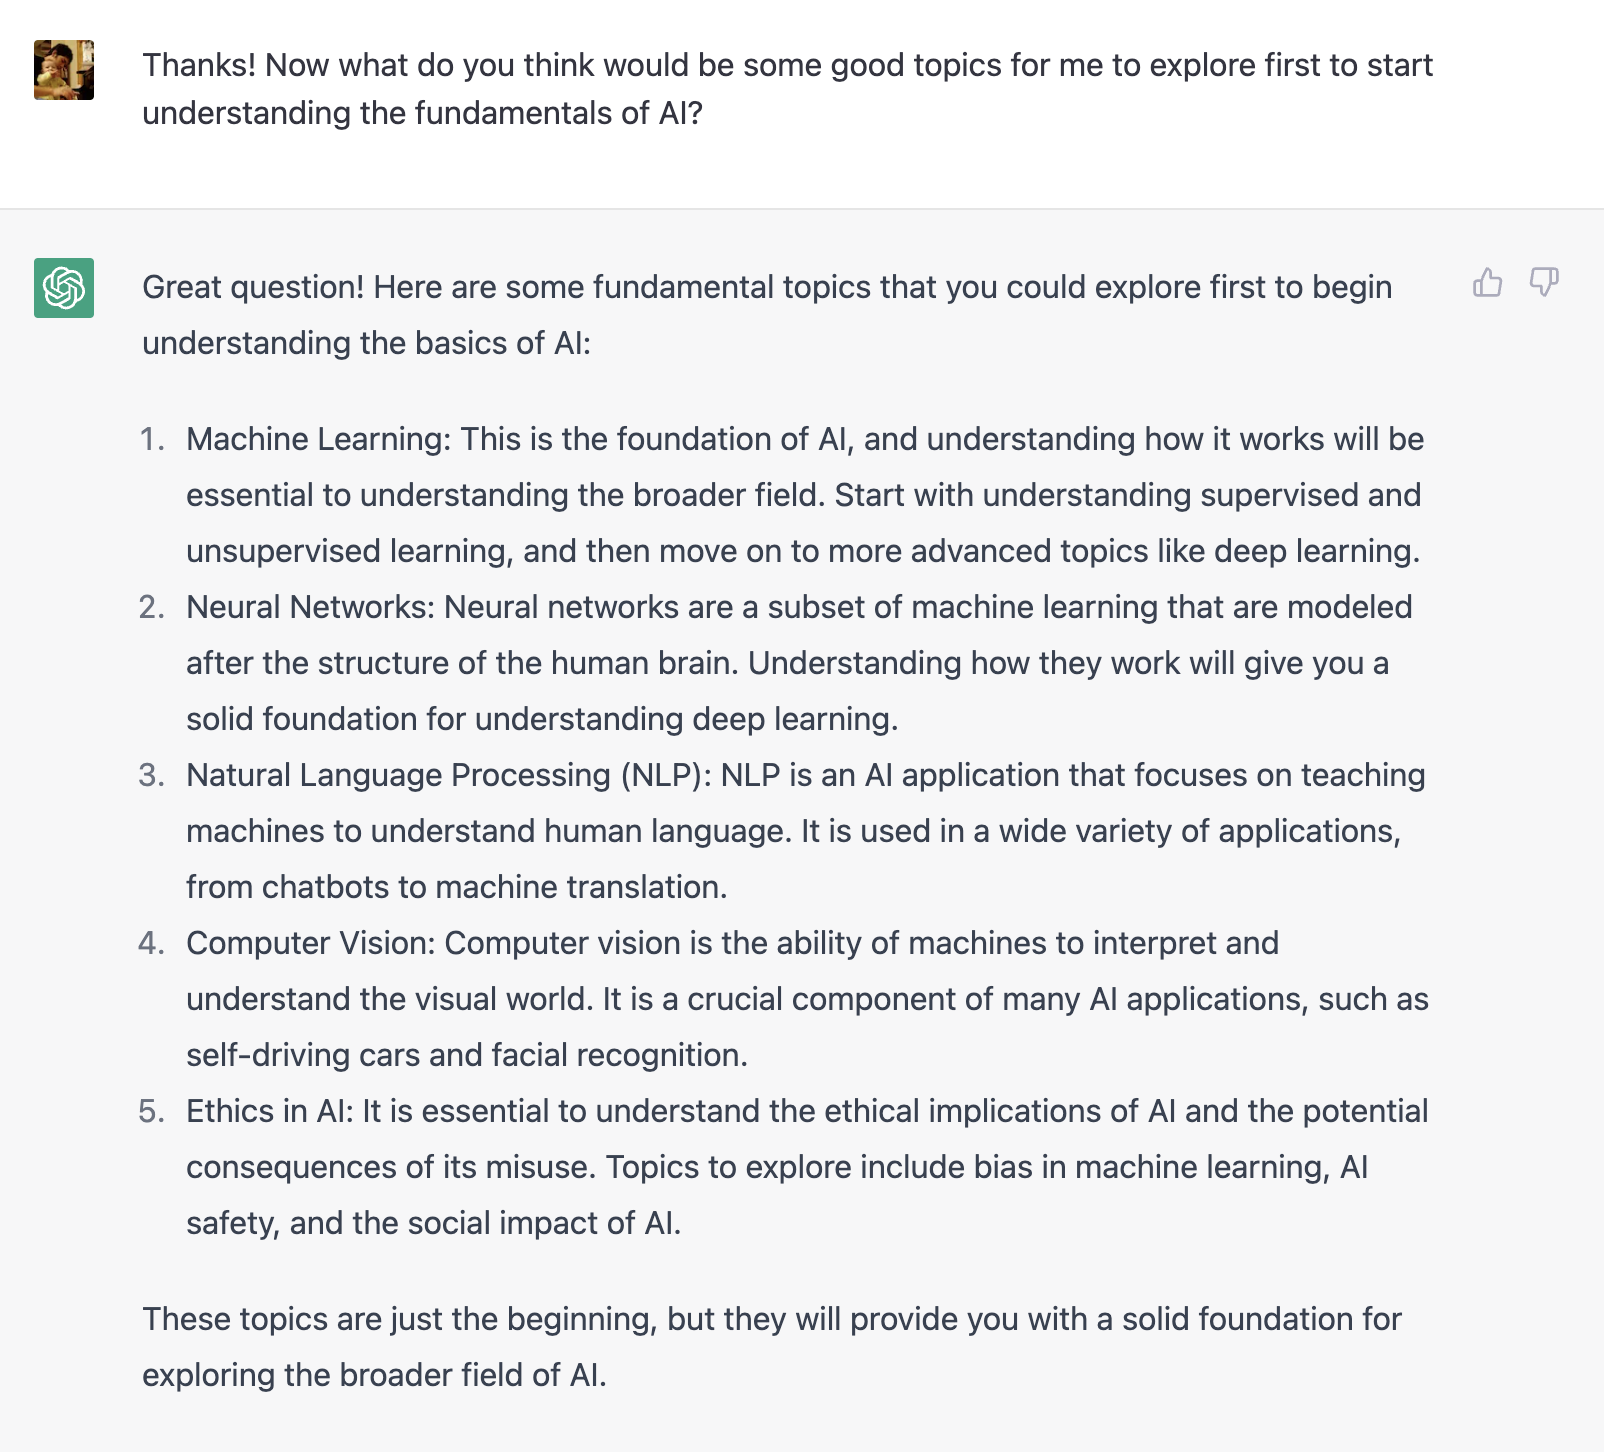 Thanks! Now what do you think would be some good topics for me to explore first to start
understanding the fundamentals of AI?
Great question! Here are some fundamental topics that you could explore first to begin
understanding the basics of AI:
1. Machine Learning: This is the foundation of AI, and understanding how it works will be
essential to understanding the broader field. Start with understanding supervised and
unsupervised learning, and then move on to more advanced topics like deep learning.
2. Neural Networks: Neural networks are a subset of machine learning that are modeled
after the structure of the human brain. Understanding how they work will give you a
solid foundation for understanding deep learning.
3. Natural Language Processing (NLP): NLP is an AI application that focuses on teaching
machines to understand human language. It is used in a wide variety of applications,
from chatbots to machine translation.
4. Computer Vision: Computer vision is the ability of machines to interpret and
understand the visual world. It is a crucial component of many AI applications, such as
self-driving cars and facial recognition.
5. Ethics in AI: It is essential to understand the ethical implications of AI and the potential
consequences of its misuse. Topics to explore include bias in machine learning, AI
safety, and the social impact of AI.
These topics are just the beginning, but they will provide you with a solid foundation for
exploring the broader field of AI.